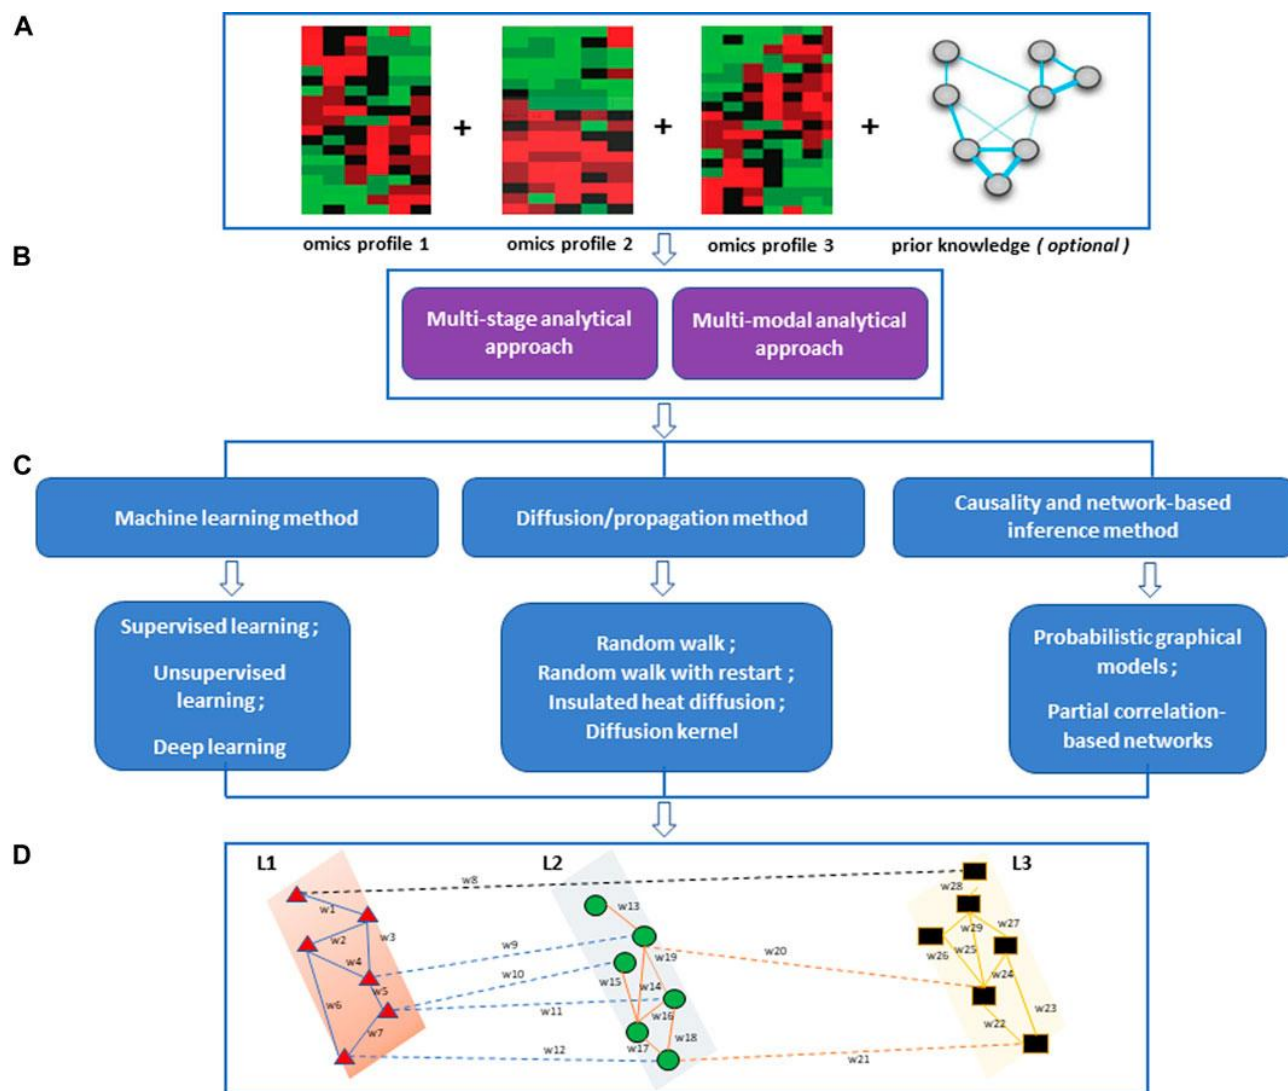 A
+
+
+
omics profile 1
omics profile 2
omics profile 3
prior knowledge ( optional )
B
Multi-stage analytical
approach
Multi-modal analytical
approach
C
Machine learning method
Diffusion/propagation method
Causality and network-based
inference method
Supervised learning ;
Unsupervised
learning ;
Deep learning
Random walk ;
Random walk with restart ;
Insulated heat diffusion ;
Diffusion kernel
Probabilistic graphical
models ;
Partial correlation-
based networks
D
L1
L2
L3
w1
w2
w3
w4
w5
w6
w7
w8
w9
w10
w11
w12
w13
w19
w15
w14
w16
w17
w18
w20
w21
w28
w29
w27
w26
w25
w24
w22
w23